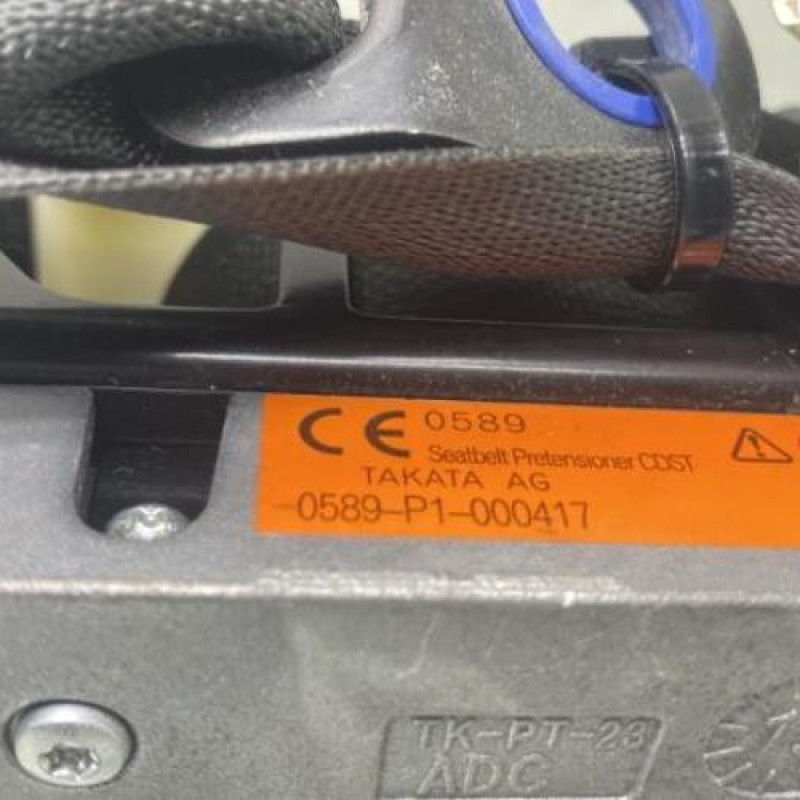 CE 0589
Seatbelt Pretensioner CDST
TAKATA AG
0589-P1-000417
TK-PT-23
ADC